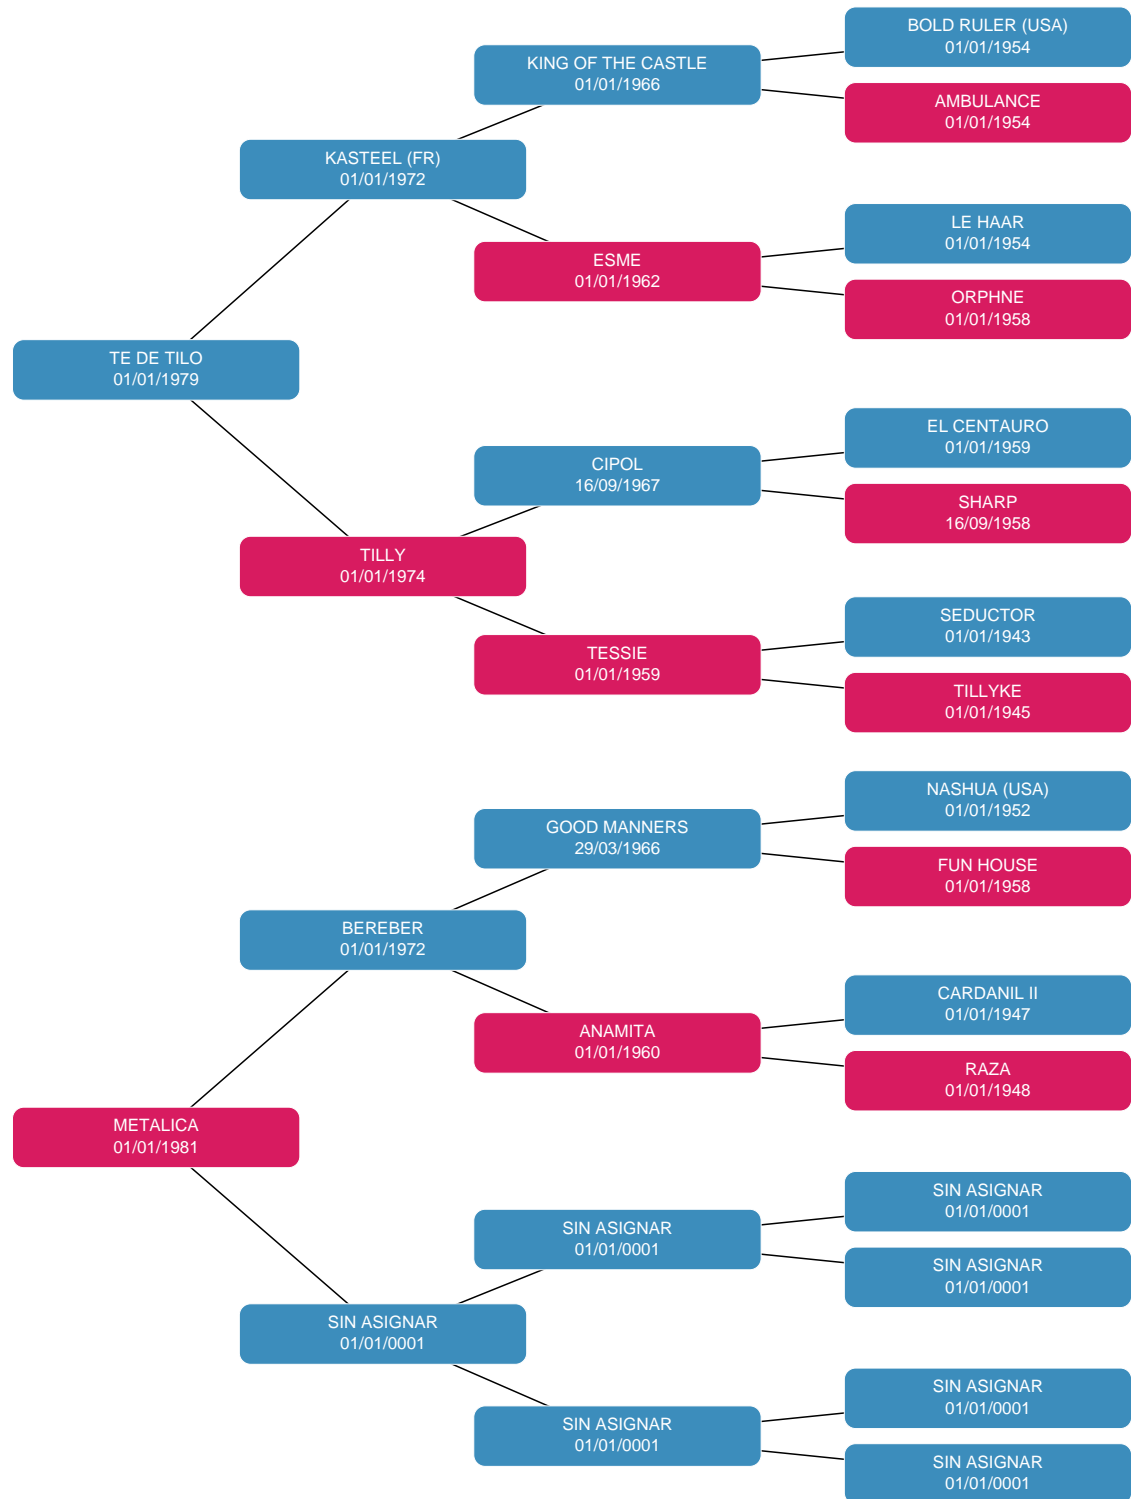 BOLD RULER (USA)
01/01/1954
KING OF THE CASTLE
01/01/1966
AMBULANCE
01/01/1954
KASTEEL (FR)
01/01/1972
LE HAAR
01/01/1954
ESME
01/01/1962
ORPHNE
01/01/1958
TE DE TILO
01/01/1979
EL CENTAURO
01/01/1959
CIPOL
16/09/1967
SHARP
16/09/1958
TILLY
01/01/1974
SEDUCTOR
01/01/1943
TESSIE
01/01/1959
TILLYKE
01/01/1945
NASHUA (USA)
01/01/1952
GOOD MANNERS
29/03/1966
FUN HOUSE
01/01/1958
BEREBER
01/01/1972
CARDANIL II
01/01/1947
ANAMITA
01/01/1960
RAZA
01/01/1948
METALICA
01/01/1981
SIN ASIGNAR
01/01/0001
SIN ASIGNAR
01/01/0001
SIN ASIGNAR
01/01/0001
SIN ASIGNAR
01/01/0001
SIN ASIGNAR
01/01/0001
SIN ASIGNAR
01/01/0001
SIN ASIGNAR
01/01/0001